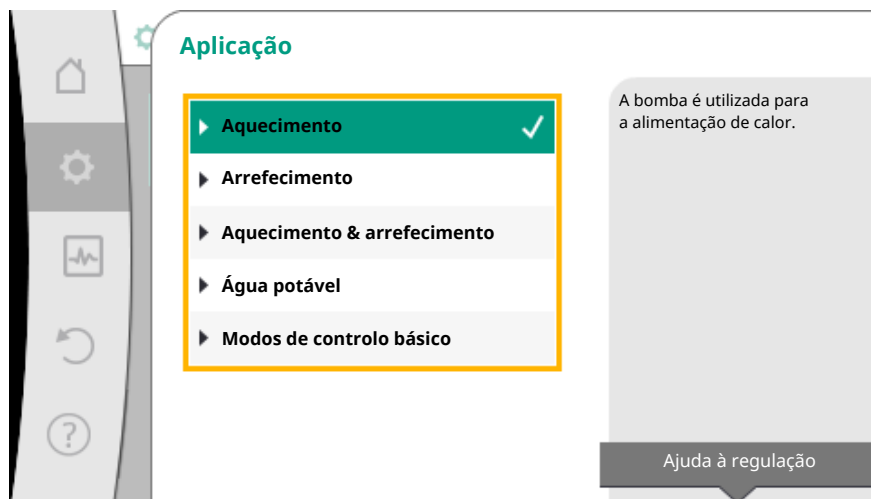 Aplicação
Aquecimento
Arrefecimento
Aquecimento & arrefecimento
Água potável
Modos de controlo básico
A bomba é utilizada para
a alimentação de calor.
Ajuda à regulação
?